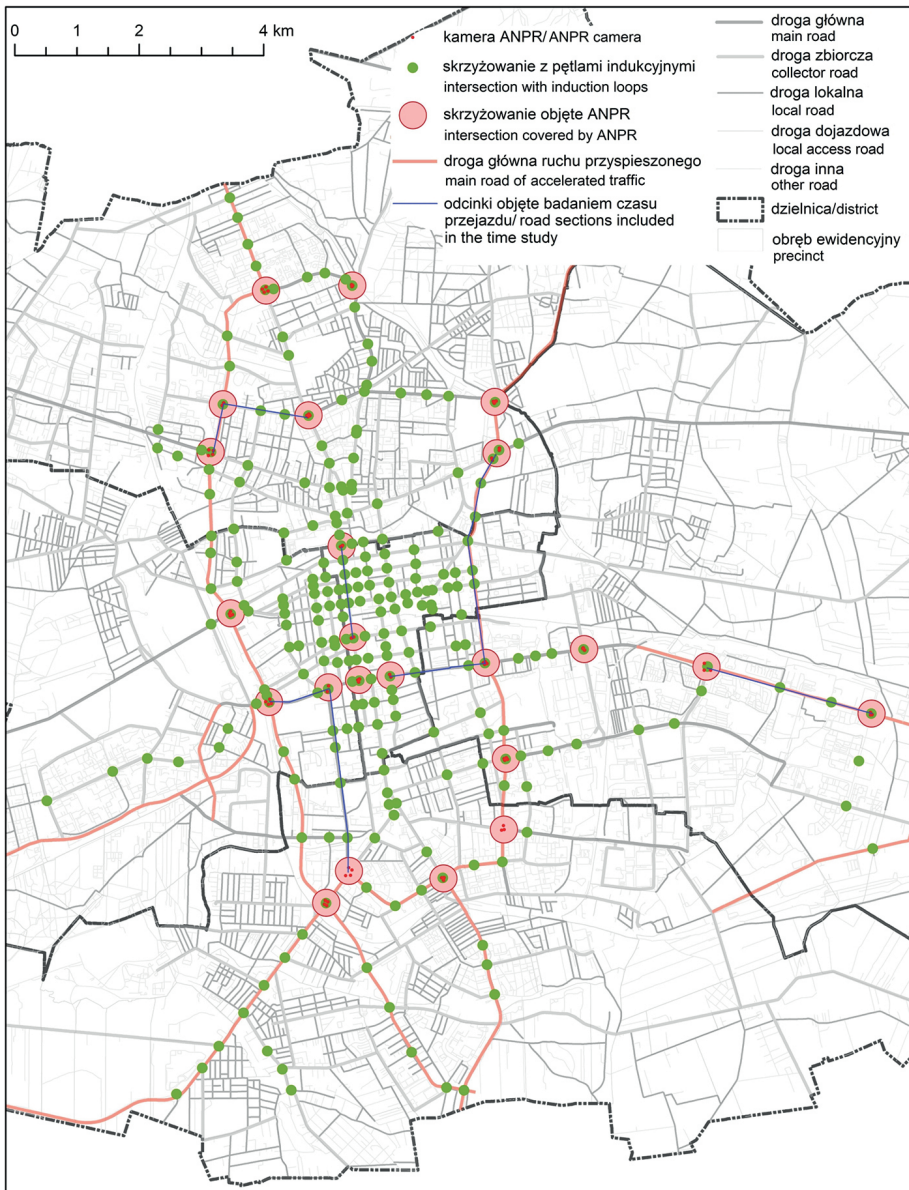 0 1 2 4 km
kamera ANPR/ANPR camera
skrzyżowanie z pętlami indukcyjnymi
intersection with induction loops
skrzyżowanie objęte ANPR
intersection covered by ANPR
droga główna ruchu przyspieszonego
main road of accelerated traffic
odcinki objęte badaniem czasu
przejazdu/road sections included
in the time study
droga główna
main road
droga zbiorcza
collector road
droga lokalna
local road
droga dojazdowa
local access road
droga inna
other road
dzielnica/district
obręb ewidencyjny
precinct